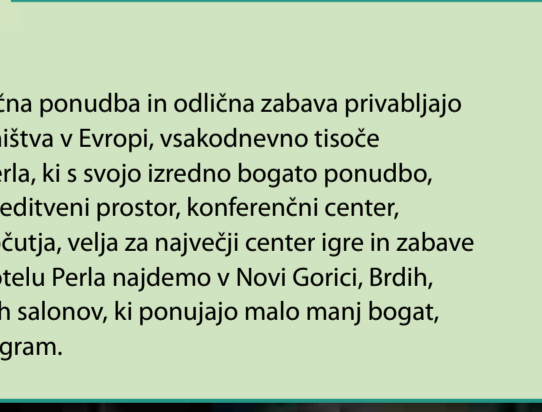 čna ponudba in odlična zabava privabljajo
ištva v Evropi, vsakodnevno tisoče
erla, ki s svojo izredno bogato ponudbo,
editveni prostor, konferenčni center,
čutja, velja za največji center igre in zabave
otelu Perla najdemo v Novi Gorici, Brdih,
h salonov, ki ponujajo malo manj bogat,
gram.